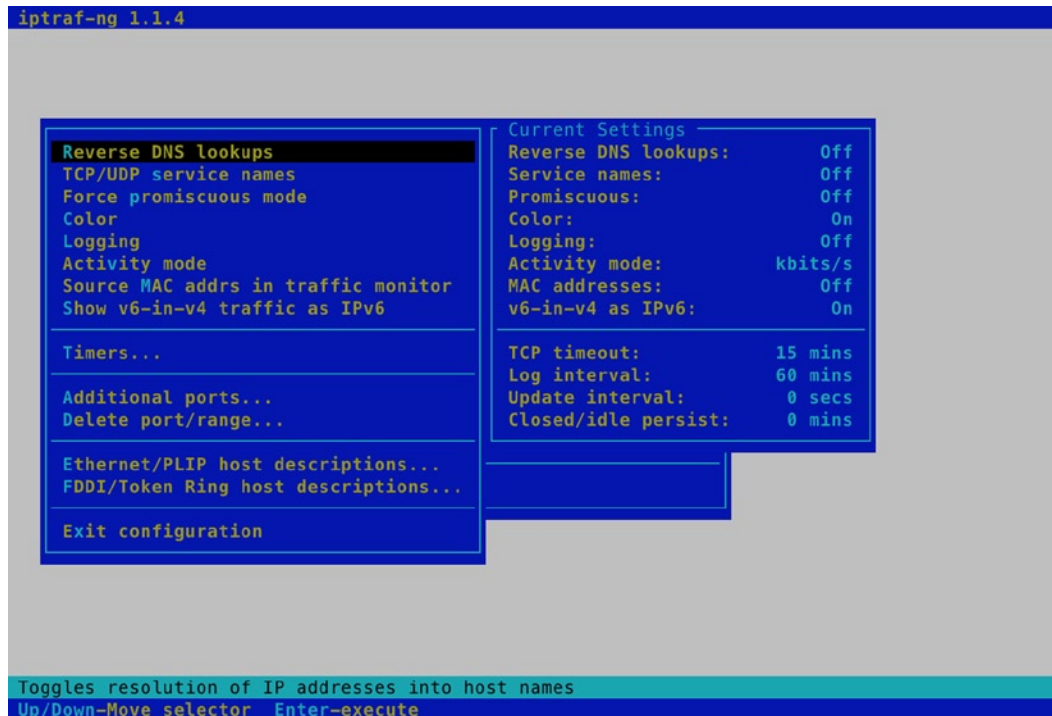 iptraf-ng 1.1.4
Reverse DNS lookups
TCP/UDP service names
Force promiscuous mode
Color
Logging
Activity mode
Source MAC addrs in traffic monitor
Show v6-in-v4 traffic as IPv6
Timers...
Additional ports...
Delete port/range...
Ethernet/PLIP host descriptions...
FDDI/Token Ring host descriptions...
Exit configuration
Current Settings
Reverse DNS lookups: Off
Service names: Off
Promiscuous: Off
Color: On
Logging: Off
Activity mode: kbits/s
MAC addresses: Off
v6-in-v4 as IPv6: On
TCP timeout: 15 mins
Log interval: 60 mins
Update interval: 0 secs
Closed/idle persist: 0 mins
Toggles resolution of IP addresses into host names
Up/Down-Move selector Enter-execute